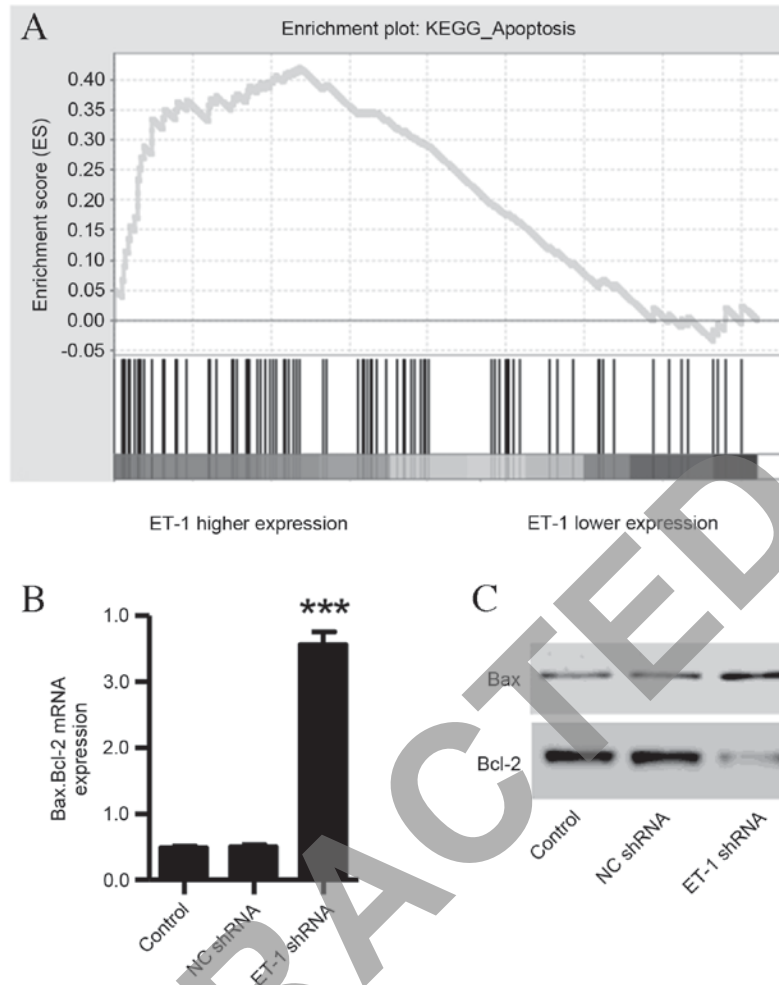 A
Enrichment plot: KEGG_Apoptosis
Enrichment score (ES)
0.40
0.35
0.30
0.25
0.20
0.15
0.10
0.05
0.00
-0.05
ET-1 higher expression
ET-1 lower expression
B
***
Bax.Bcl-2 mRNA
expression
1.0
3.0
2.0
1.0
0.0
Control
NC shRNA
ET-1 shRNA
C
Bax
Bcl-2
Control
NC shRNA
ET-1 shRNA
RACTED